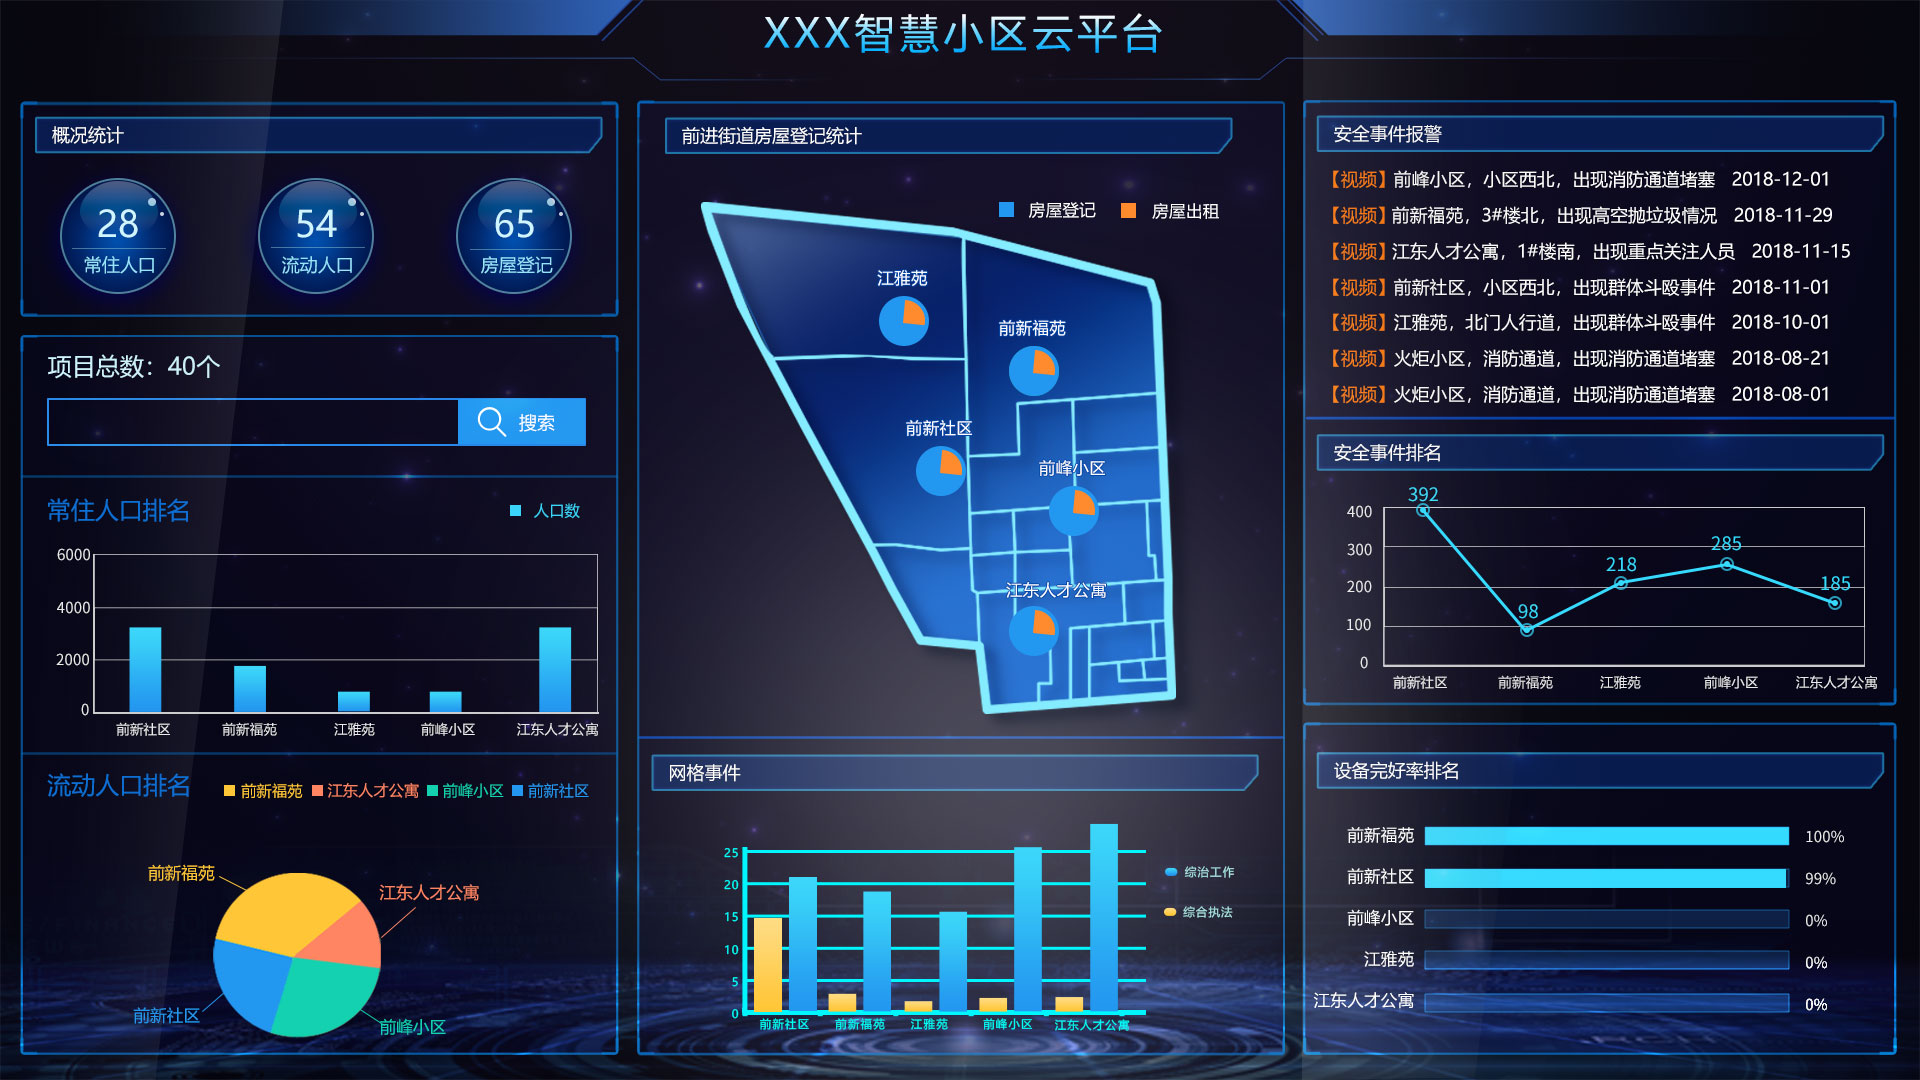 XXX智慧小区云平台
概况统计
28
常住人口
54
流动人口
65
房屋登记
项目总数：40个
搜索
常住人口排名
人口数
6000
4000
2000
0
前新社区 前新福苑 江雅苑 前峰小区 江东人才公寓
流动人口排名
前新福苑 江东人才公寓 前峰小区 前新社区
前新福苑
江东人才公寓
前新社区
前峰小区
前进街道房屋登记统计
房屋登记 房屋出租
江雅苑
前新福苑
前新社区
前峰小区
江东人才公寓
网格事件
25
20
15
10
5
0
前新社区 前新福苑 江雅苑 前峰小区 江东人才公寓
综治工作
综合执法
安全事件报警
【视频】前峰小区，小区西北，出现消防通道堵塞 2018-12-01
【视频】前新福苑，3#楼北，出现高空抛垃圾情况 2018-11-29
【视频】江东人才公寓，1#楼南，出现重点关注人员 2018-11-15
【视频】前新社区，小区西北，出现群体斗殴事件 2018-11-01
【视频】江雅苑，北门人行道，出现群体斗殴事件 2018-10-01
【视频】火炬小区，消防通道，出现消防通道堵塞 2018-08-21
【视频】火炬小区，消防通道，出现消防通道堵塞 2018-08-01
安全事件排名
400
300
200
100
0
392
98
218
285
185
前新社区 前新福苑 江雅苑 前峰小区 江东人才公寓
设备完好率排名
前新福苑 100%
前新社区 99%
前峰小区 0%
江雅苑 0%
江东人才公寓 0%